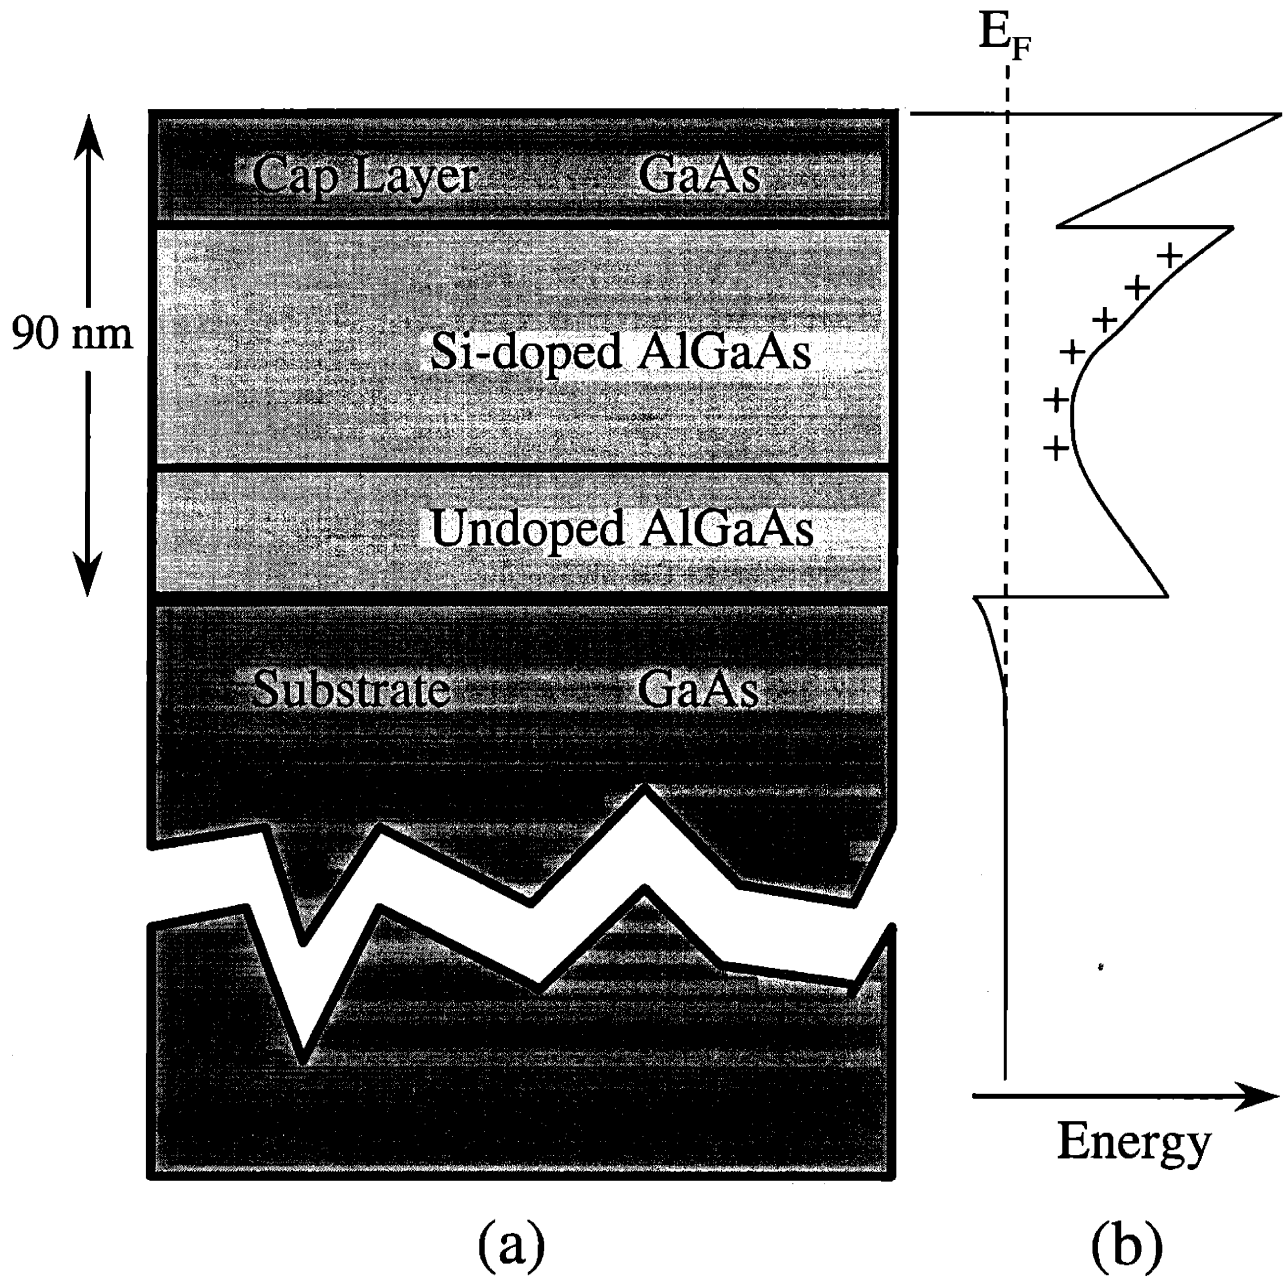 E_F
Cap Layer GaAs
90 nm
Si-doped AlGaAs
+
+
+
+
+
+
Undoped AlGaAs
Substrate GaAs
Energy
(a)
(b)